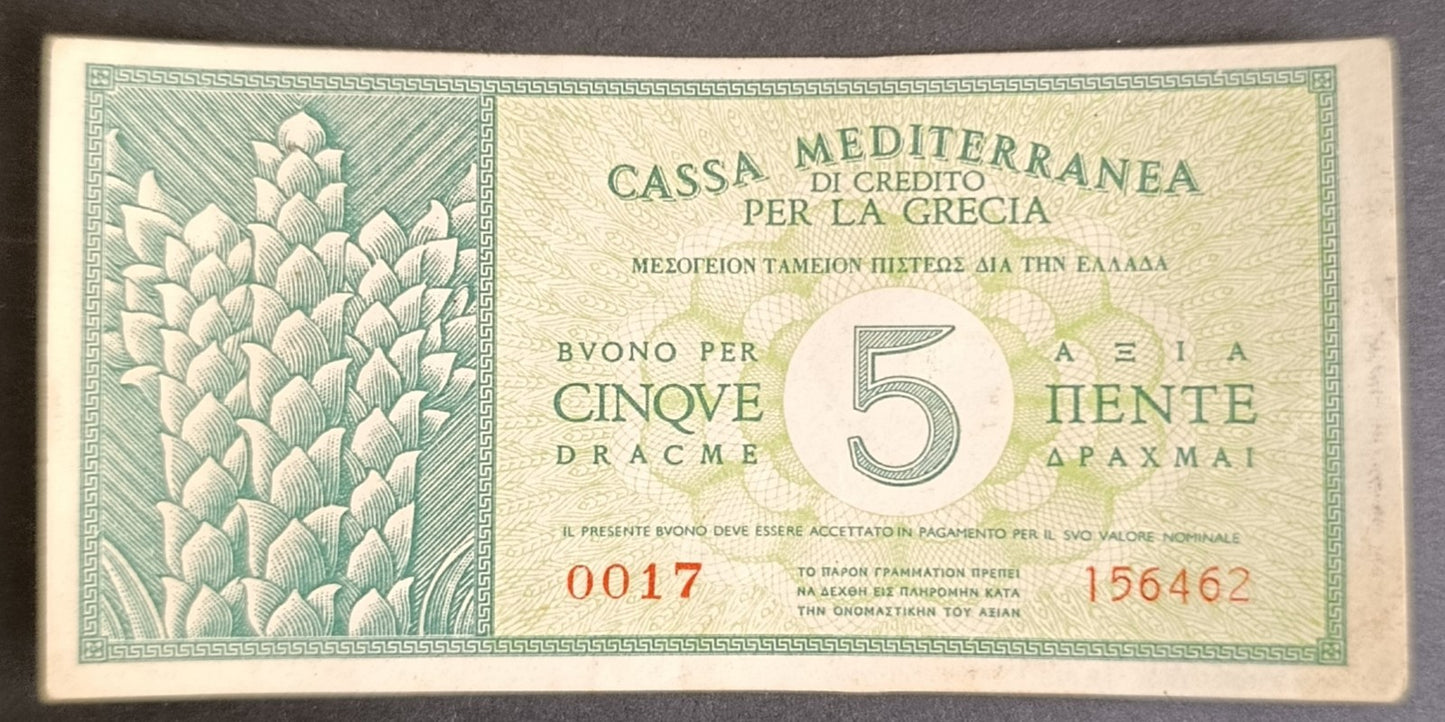 CASSA MEDITERRANEA
DI CREDITO
PER LA GRECIA
ΜΕΣΟΓΕΙΟΝ ΤΑΜΕΙΟΝ ΠΙΣΤΕΩΣ ΔΙΑ ΤΗΝ ΕΛΛΑΔΑ
BVONO PER
CINQVE
DRACME
5
ΑΞΙΑ
ΠΕΝΤΕ
ΔΡΑΧΜΑΙ
IL PRESENTE BVONO DEVE ESSERE ACCETTATO IN PAGAMENTO PER IL SVO VALORE NOMINALE
0017
ΤΟ ΠΑΡΟΝ ΓΡΑΜΜΑΤΙΟΝ ΠΡΕΠΕΙ
ΝΑ ΔΕΧΘΗ ΕΙΣ ΠΛΗΡΟΜΗΝ ΚΑΤΑ
ΤΗΝ ΟΝΟΜΑΣΤΙΚΗΝ ΤΟΥ ΑΞΙΑΝ
156462